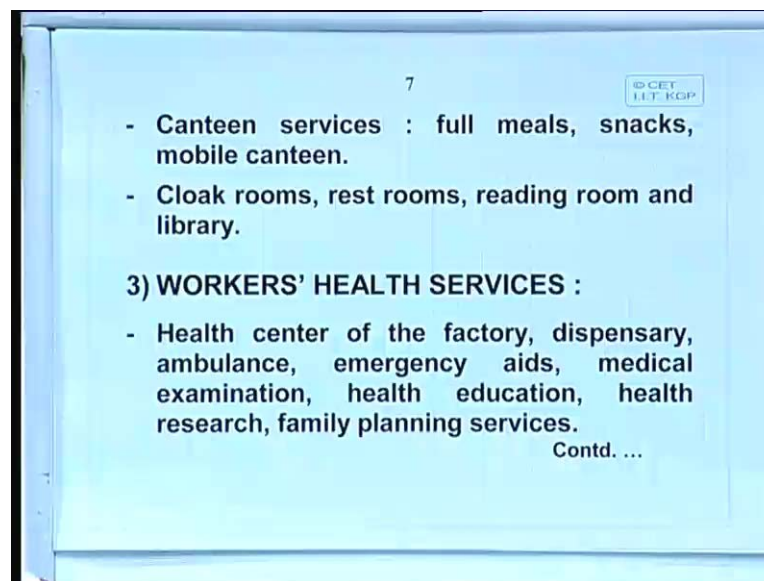 7
© CET
I.I.T. KGP
- Canteen services : full meals, snacks,
mobile canteen.
- Cloak rooms, rest rooms, reading room and
library.
3) WORKERS' HEALTH SERVICES :
- Health center of the factory, dispensary,
ambulance, emergency aids, medical
examination, health education, health
research, family planning services.
Contd. ...